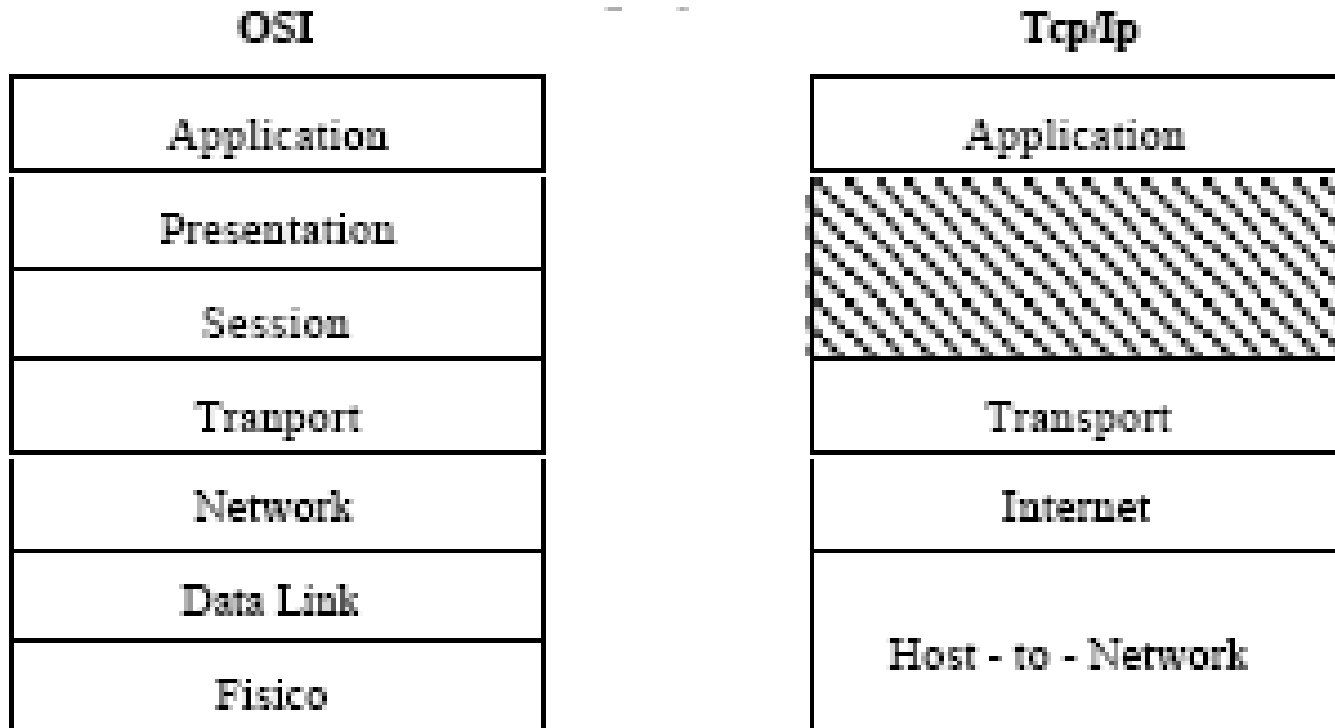 OSI
Application
Presentation
Session
Tranport
Network
Data Link
Fisico
Tcp/Ip
Application
Transport
Internet
Host - to - Network